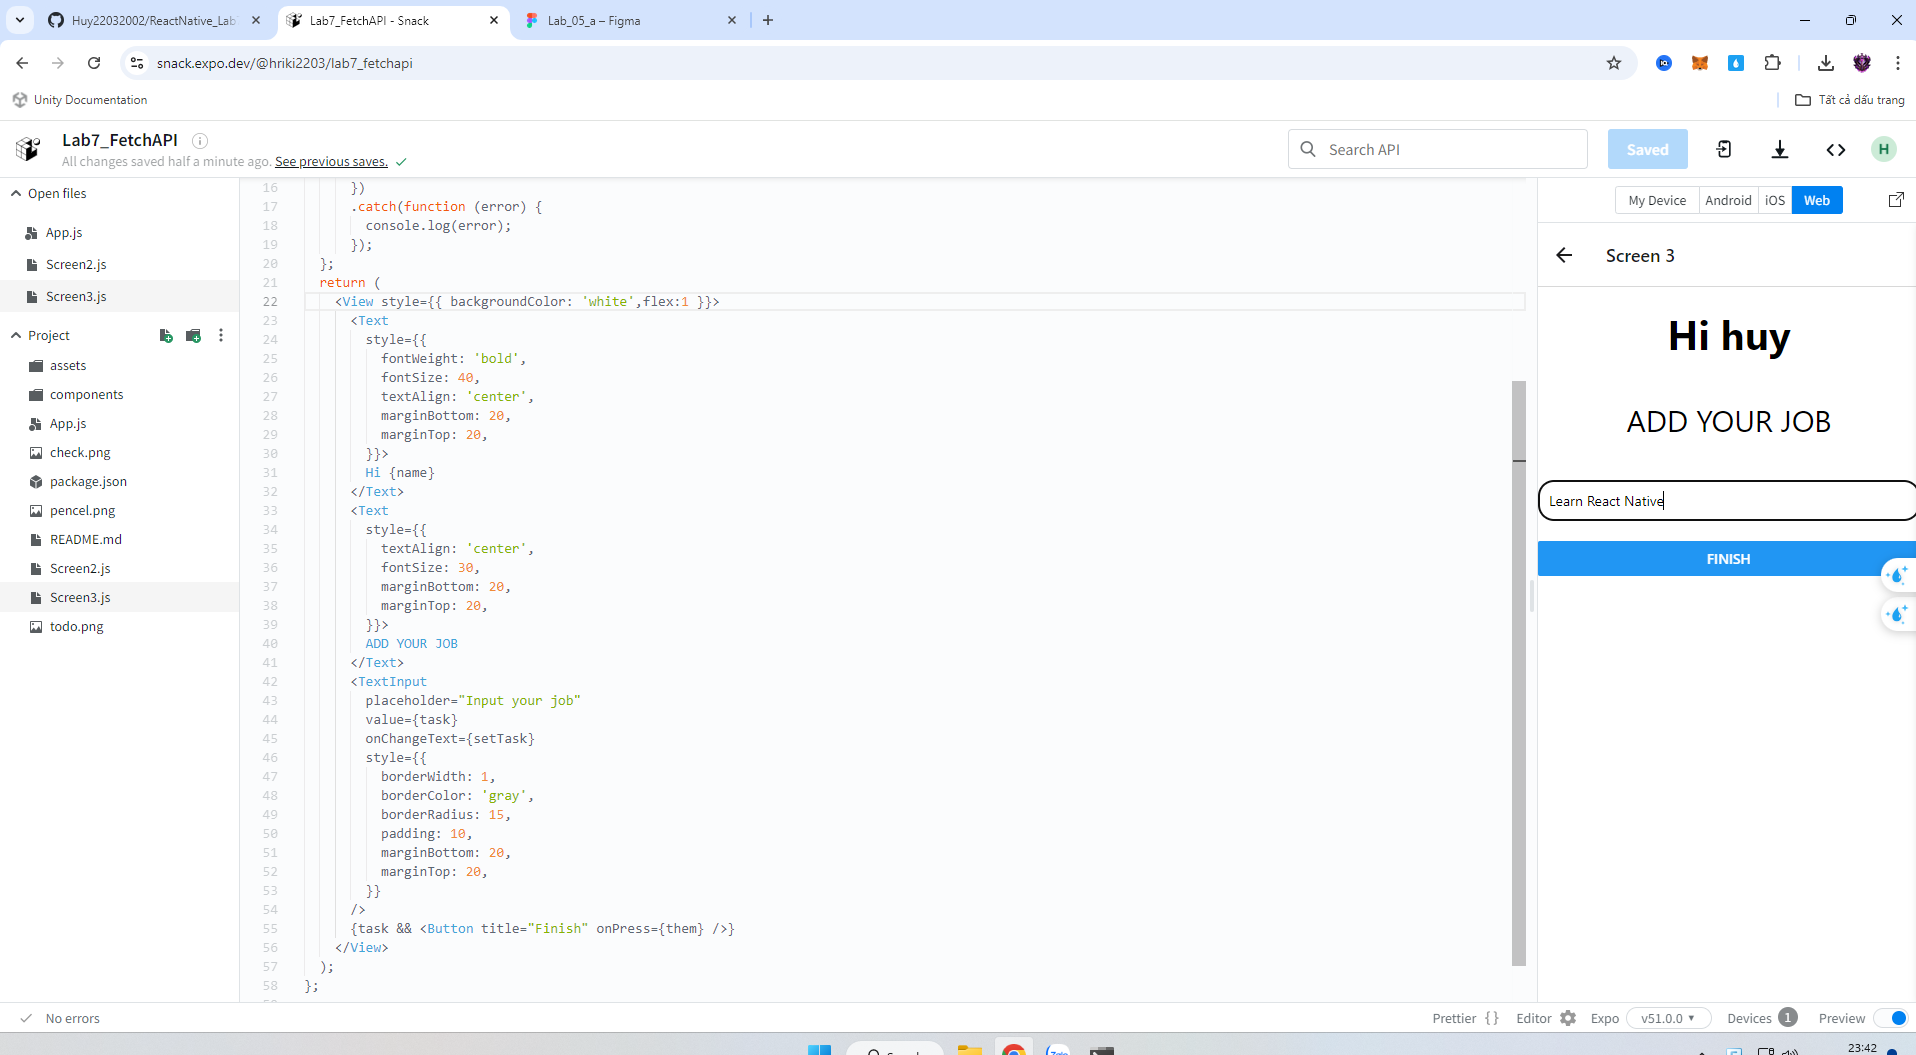 Huy22032002/ReactNative_Lab
Lab7_FetchAPI - Snack
Lab_05_a – Figma
snack.expo.dev/@hriki2203/lab7_fetchapi
Unity Documentation
Tất cả dấu trang
Lab7_FetchAPI
All changes saved half a minute ago. See previous saves.
Search API
Saved
H
Open files
App.js
Screen2.js
Screen3.js
Project
assets
components
App.js
check.png
package.json
pencel.png
README.md
Screen2.js
Screen3.js
todo.png
16 })
17 .catch(function (error) {
18 console.log(error);
19 });
20 };
21 return (
22 <View style={{ backgroundColor: 'white',flex:1 }}>
23 <Text
24 style={{
25 fontWeight: 'bold',
26 fontSize: 40,
27 textAlign: 'center',
28 marginBottom: 20,
29 marginTop: 20,
30 }}>
31 Hi {name}
32 </Text>
33 <Text
34 style={{
35 textAlign: 'center',
36 fontSize: 30,
37 marginBottom: 20,
38 marginTop: 20,
39 }}>
40 ADD YOUR JOB
41 </Text>
42 <TextInput
43 placeholder="Input your job"
44 value={task}
45 onChangeText={setTask}
46 style={{
47 borderWidth: 1,
48 borderColor: 'gray',
49 borderRadius: 15,
50 padding: 10,
51 marginBottom: 20,
52 marginTop: 20,
53 }}
54 />
55 {task && <Button title="Finish" onPress={them} />}
56 </View>
57 );
58 };
My Device
Android
iOS
Web
Screen 3
Hi huy
ADD YOUR JOB
Learn React Native
FINISH
No errors
Prettier {}
Editor
Expo
v51.0.0
Devices 1
Preview
23:42